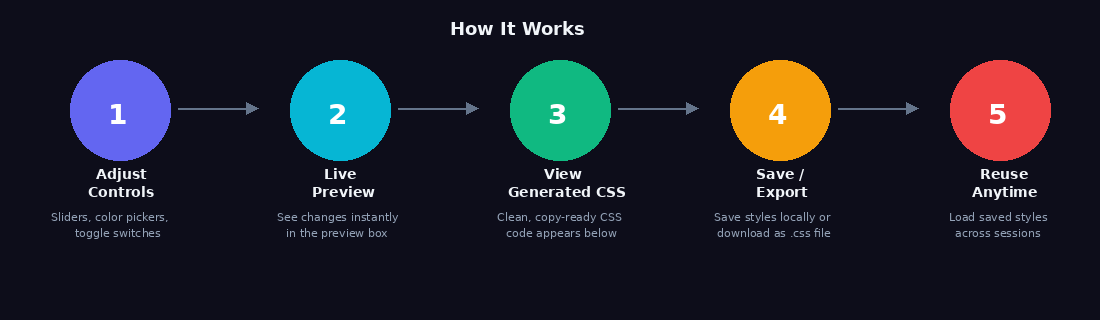 How It Works
1
2
3
4
5
Adjust
Controls
Sliders, color pickers,
toggle switches
Live
Preview
See changes instantly
in the preview box
View
Generated CSS
Clean, copy-ready CSS
code appears below
Save /
Export
Save styles locally or
download as .css file
Reuse
Anytime
Load saved styles
across sessions